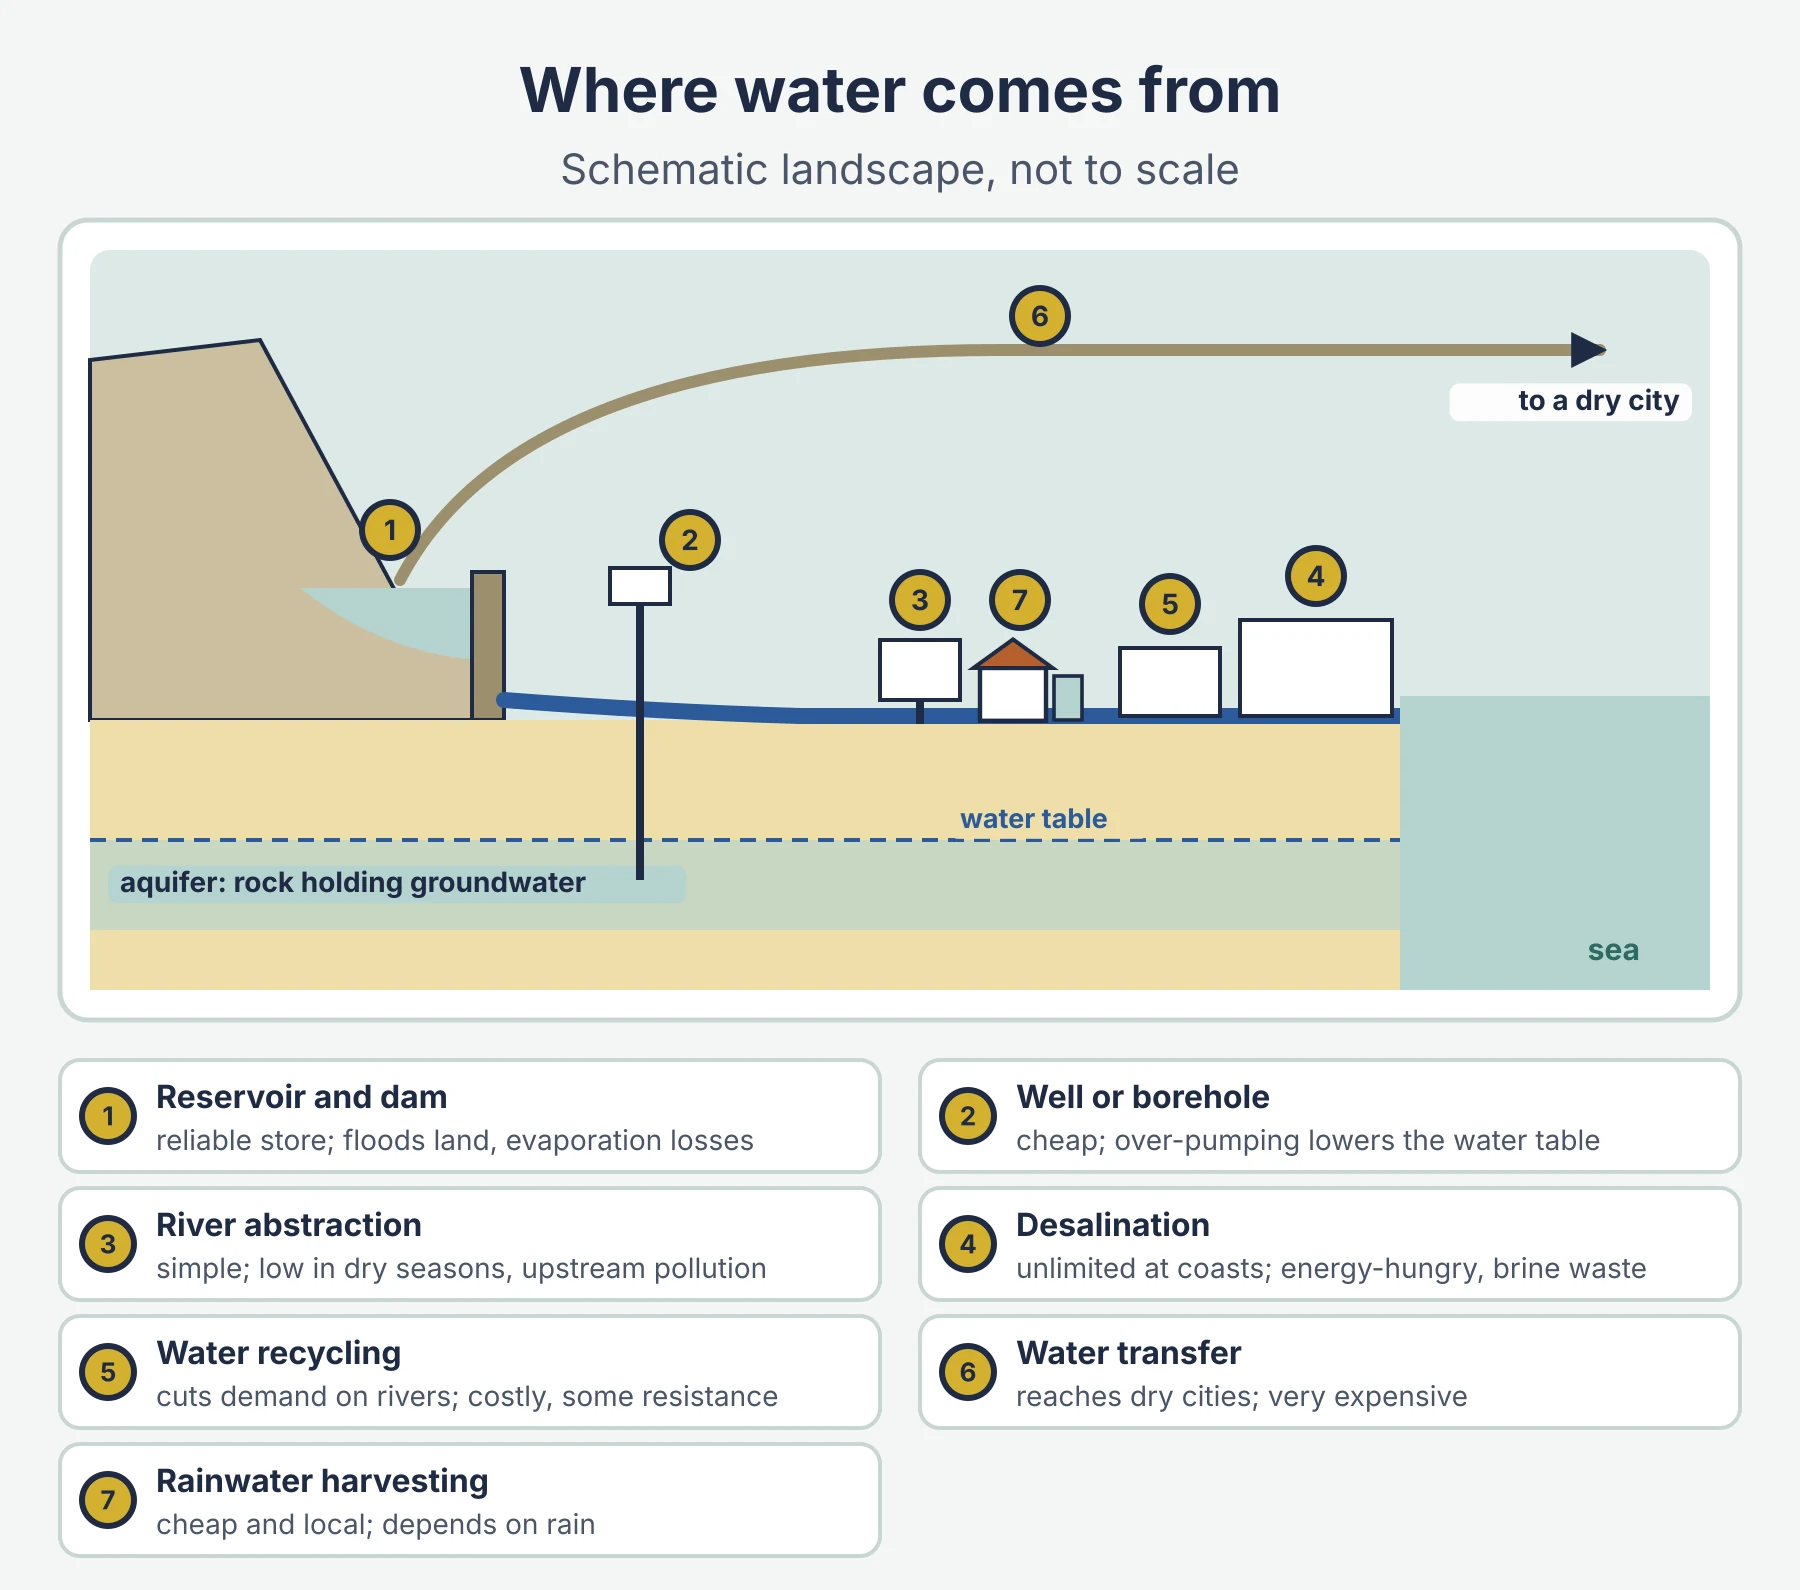 Where water comes from
Schematic landscape, not to scale
6
to a dry city
1
2
3
7
5
4
water table
aquifer: rock holding groundwater
sea
1
Reservoir and dam
reliable store; floods land, evaporation losses
2
Well or borehole
cheap; over-pumping lowers the water table
3
River abstraction
simple; low in dry seasons, upstream pollution
4
Desalination
unlimited at coasts; energy-hungry, brine waste
5
Water recycling
cuts demand on rivers; costly, some resistance
6
Water transfer
reaches dry cities; very expensive
7
Rainwater harvesting
cheap and local; depends on rain